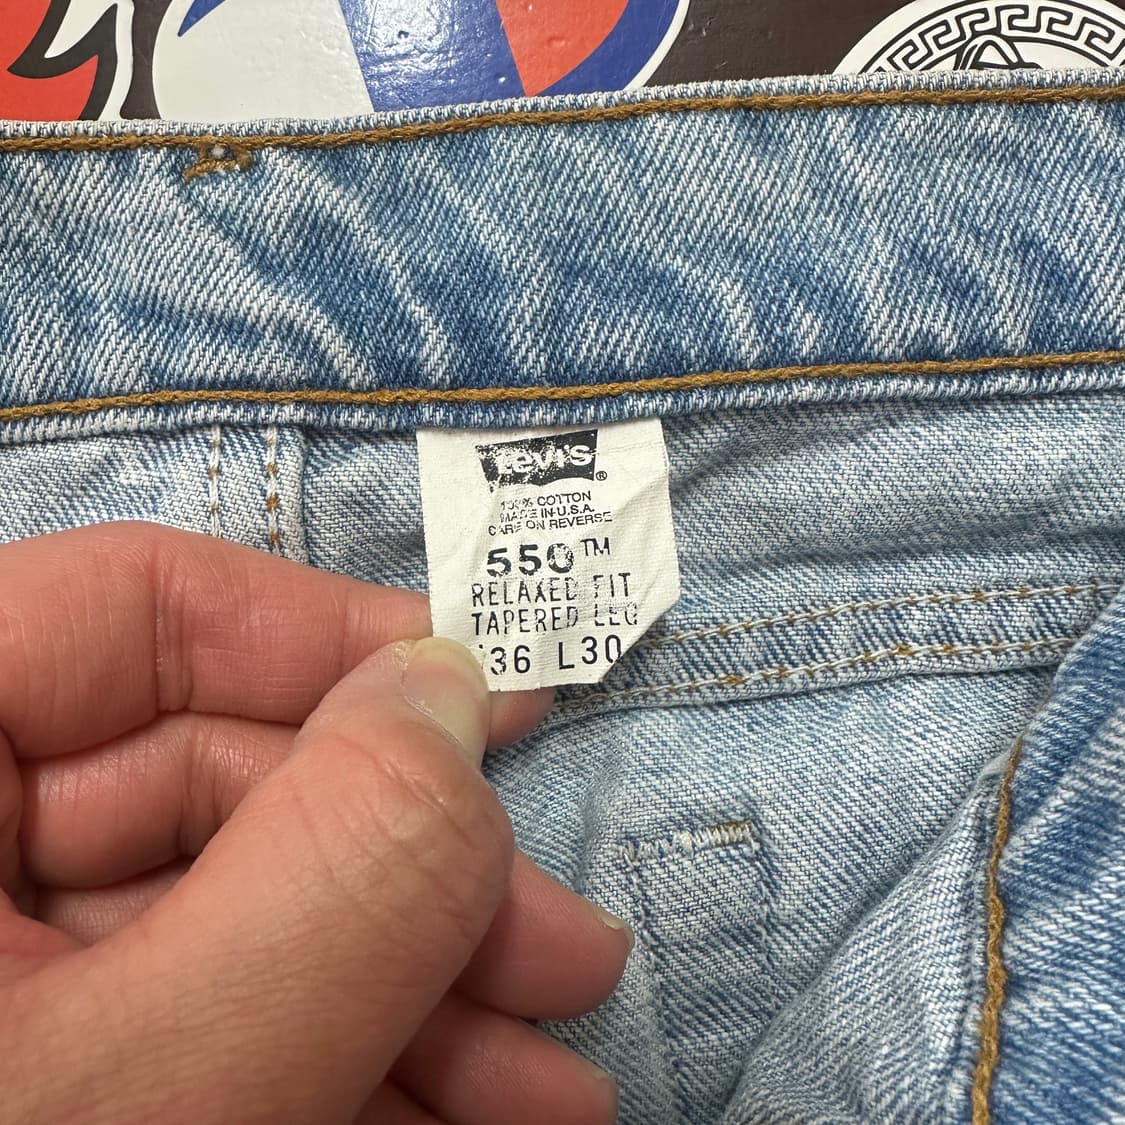 Levi's®
100% COTTON
MADE IN U.S.A.
CARE ON REVERSE
550™
RELAXED FIT
TAPERED LEG
36 L30